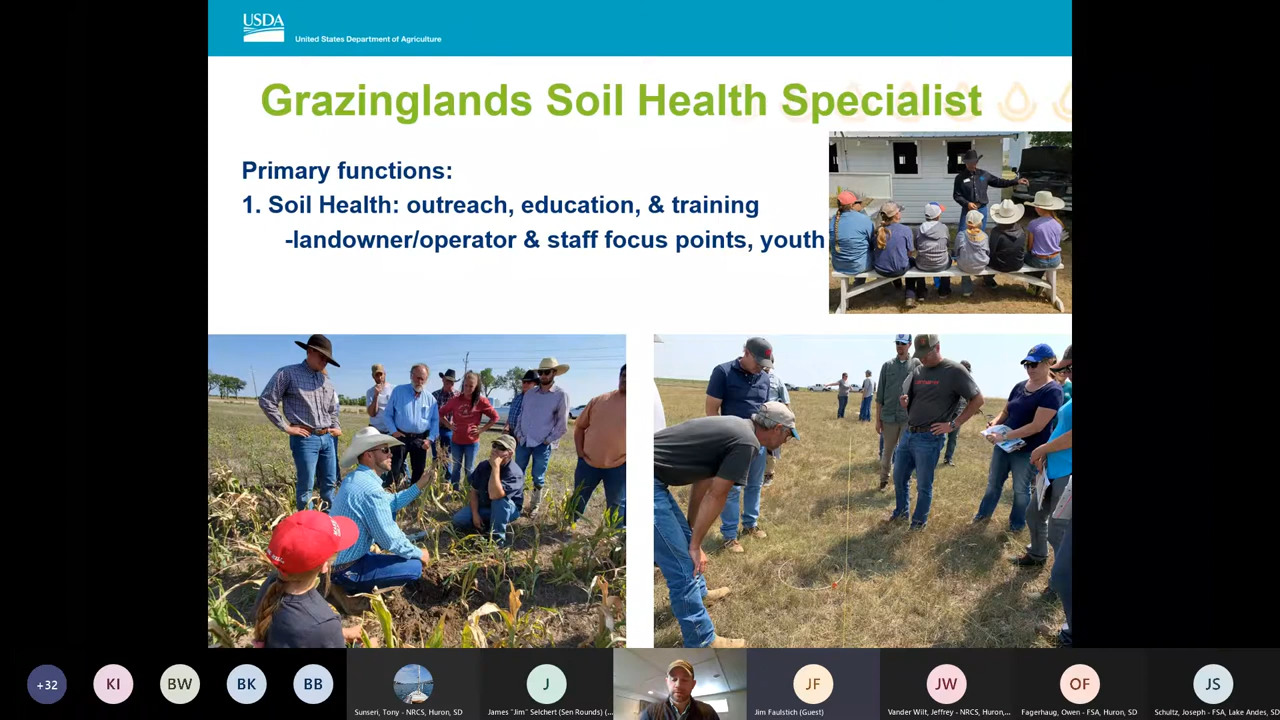 USDA
United States Department of Agriculture
Grazinglands Soil Health Specialist
Primary functions:
1. Soil Health: outreach, education, & training
-landowner/operator & staff focus points, youth
+32
KI
BW
BK
BB
J
JF
JW
OF
JS
Sunseri, Tony - NRCS, Huron, SD
James "Jim" Selchert (Sen Rounds) (...
Jim Faulstich (Guest)
Vander Wilt, Jeffrey - NRCS, Huron,...
Fagerhaug, Owen - FSA, Huron, SD
Schultz, Joseph - FSA, Lake Andes, SD